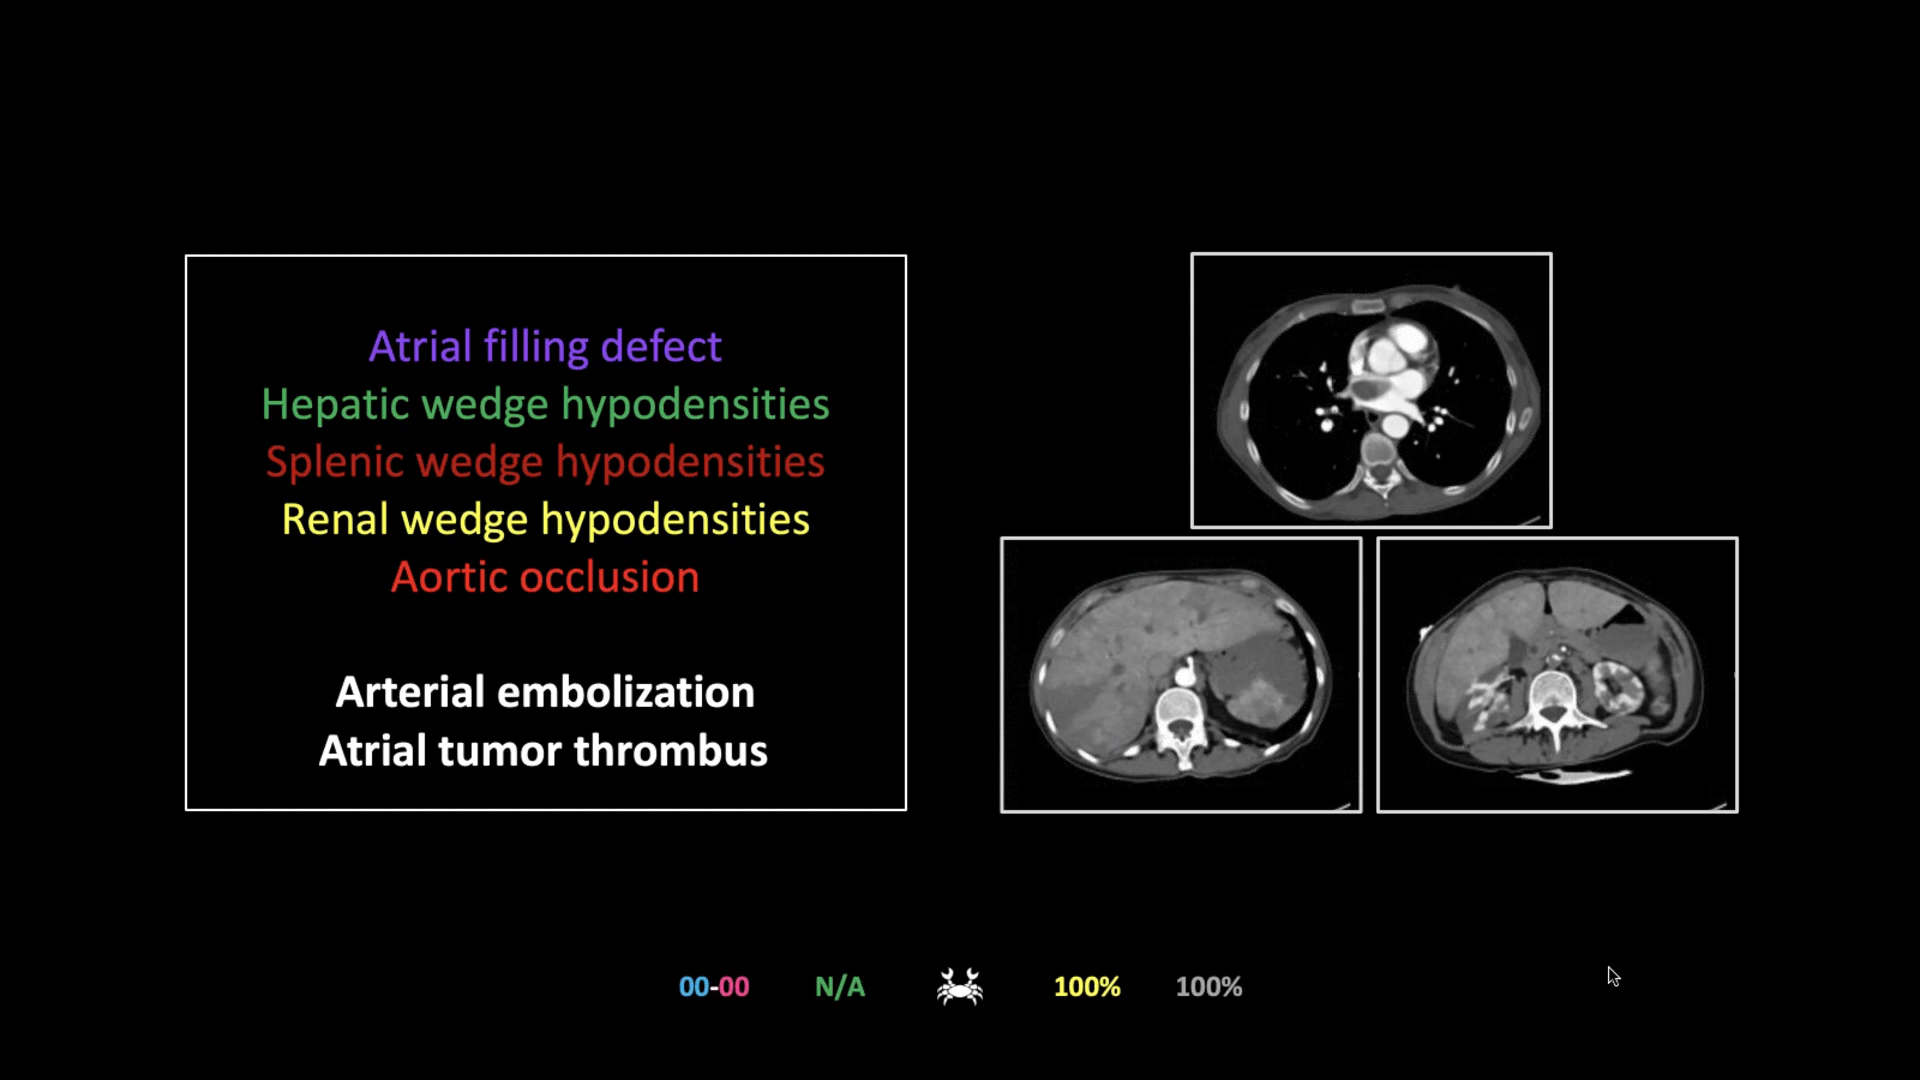 Atrial filling defect
Hepatic wedge hypodensities
Splenic wedge hypodensities
Renal wedge hypodensities
Aortic occlusion
Arterial embolization
Atrial tumor thrombus
00-00 N/A 100% 100%